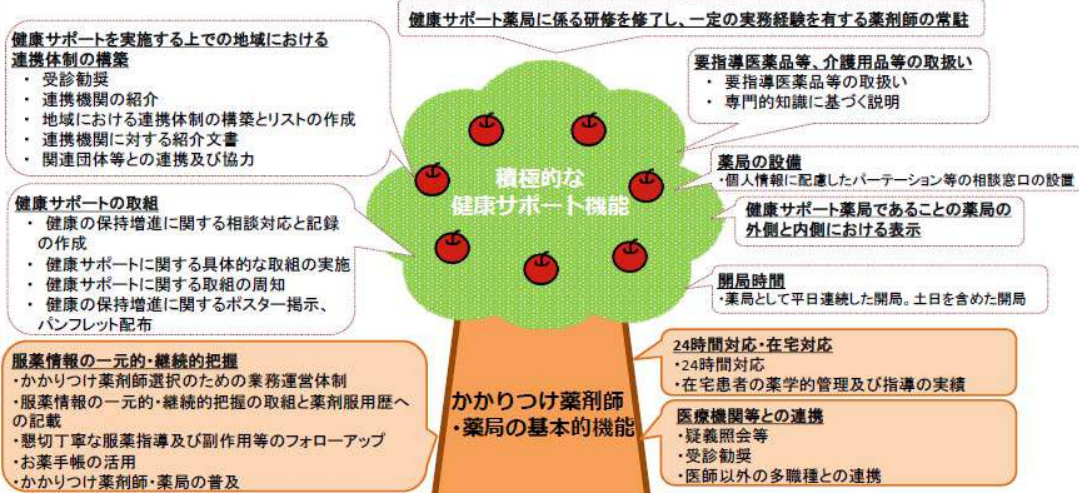 健康サポート薬局に係る研修を修了し、一定の実務経験を有する薬剤師の常駐
健康サポートを実施する上での地域における
連携体制の構築
・ 受診勧奨
・ 連携機関の紹介
・ 地域における連携体制の構築とリストの作成
・ 連携機関に対する紹介文書
・ 関連団体等との連携及び協力
要指導医薬品等、介護用品等の取扱い
・ 要指導医薬品等の取扱い
・ 専門的知識に基づく説明
薬局の設備
・個人情報に配慮したパーテーション等の相談窓口の設置
積極的な
健康サポート機能
健康サポートの取組
・ 健康の保持増進に関する相談対応と記録
の作成
・ 健康サポートに関する具体的な取組の実施
・ 健康サポートに関する取組の周知
・ 健康の保持増進に関するポスター掲示、
パンフレット配布
健康サポート薬局であることの薬局の
外側と内側における表示
開局時間
・薬局として平日連続した開局。土日を含めた開局
服薬情報の一元的・継続的把握
・かかりつけ薬剤師選択のための業務運営体制
・服薬情報の一元的・継続的把握の取組と薬剤服用歴へ
の記載
・懇切丁寧な服薬指導及び副作用等のフォローアップ
・お薬手帳の活用
・かかりつけ薬剤師・薬局の普及
かかりつけ薬剤師
・薬局の基本的機能
24時間対応・在宅対応
・24時間対応
・在宅患者の薬学的管理及び指導の実績
医療機関等との連携
・疑義照会等
・受診勧奨
・医師以外の多職種との連携